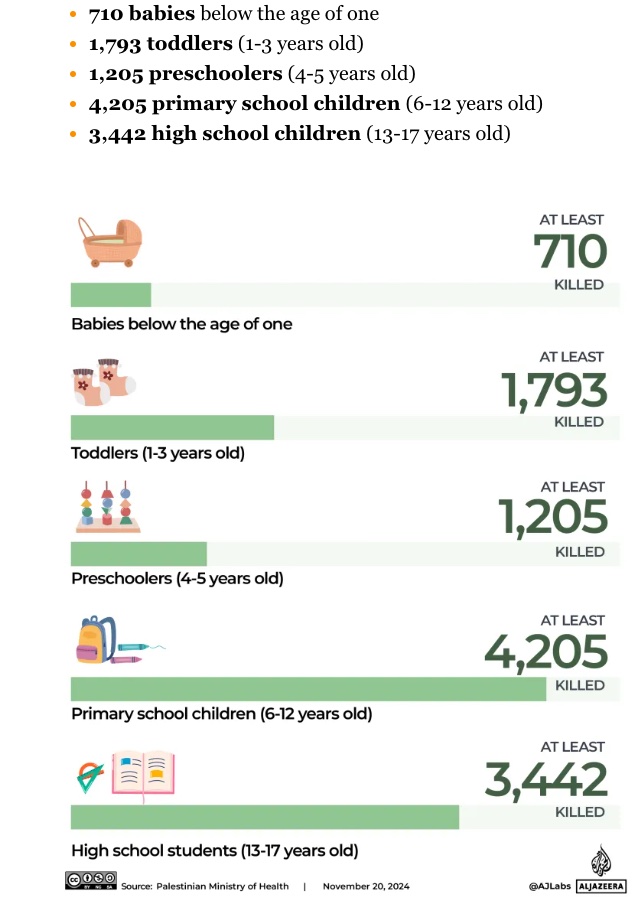 710 babies below the age of one
1,793 toddlers (1-3 years old)
1,205 preschoolers (4-5 years old)
4,205 primary school children (6-12 years old)
3,442 high school children (13-17 years old)
AT LEAST
710
KILLED
Babies below the age of one
AT LEAST
1,793
KILLED
Toddlers (1-3 years old)
AT LEAST
1,205
KILLED
Preschoolers (4-5 years old)
AT LEAST
4,205
KILLED
Primary school children (6-12 years old)
AT LEAST
3,442
KILLED
High school students (13-17 years old)
CC BY NC SA Source: Palestinian Ministry of Health | November 20, 2024 @AJLabs ALJAZEERA